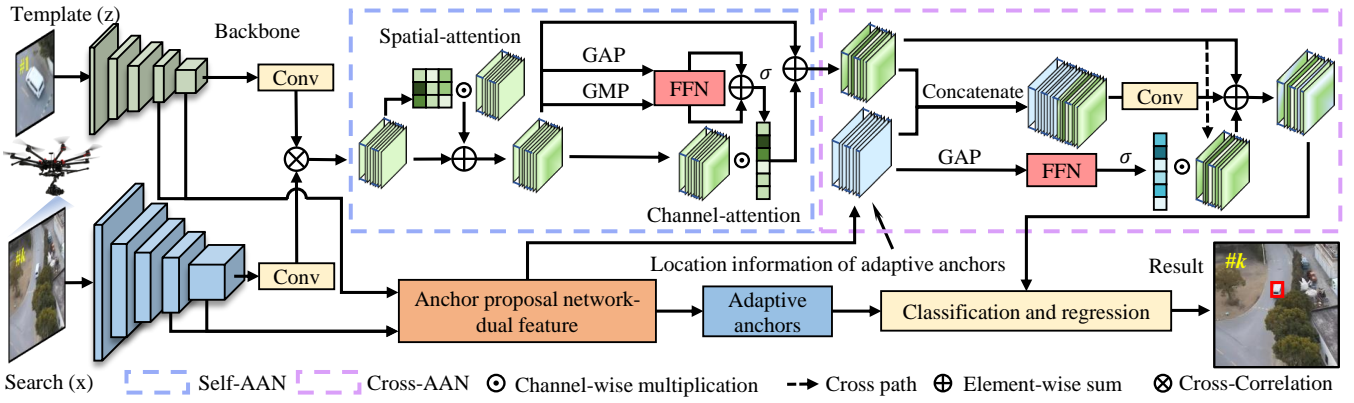 Template (z)
#1
Backbone
Conv
Spatial-attention
GAP
GMP
FFN
σ
Channel-attention
Concatenate
Conv
GAP
FFN
σ
#k
Conv
Location information of adaptive anchors
Anchor proposal network-
dual feature
Adaptive
anchors
Classification and regression
Result
#k
Search (x)
Self-AAN
Cross-AAN
Channel-wise multiplication
Cross path
Element-wise sum
Cross-Correlation